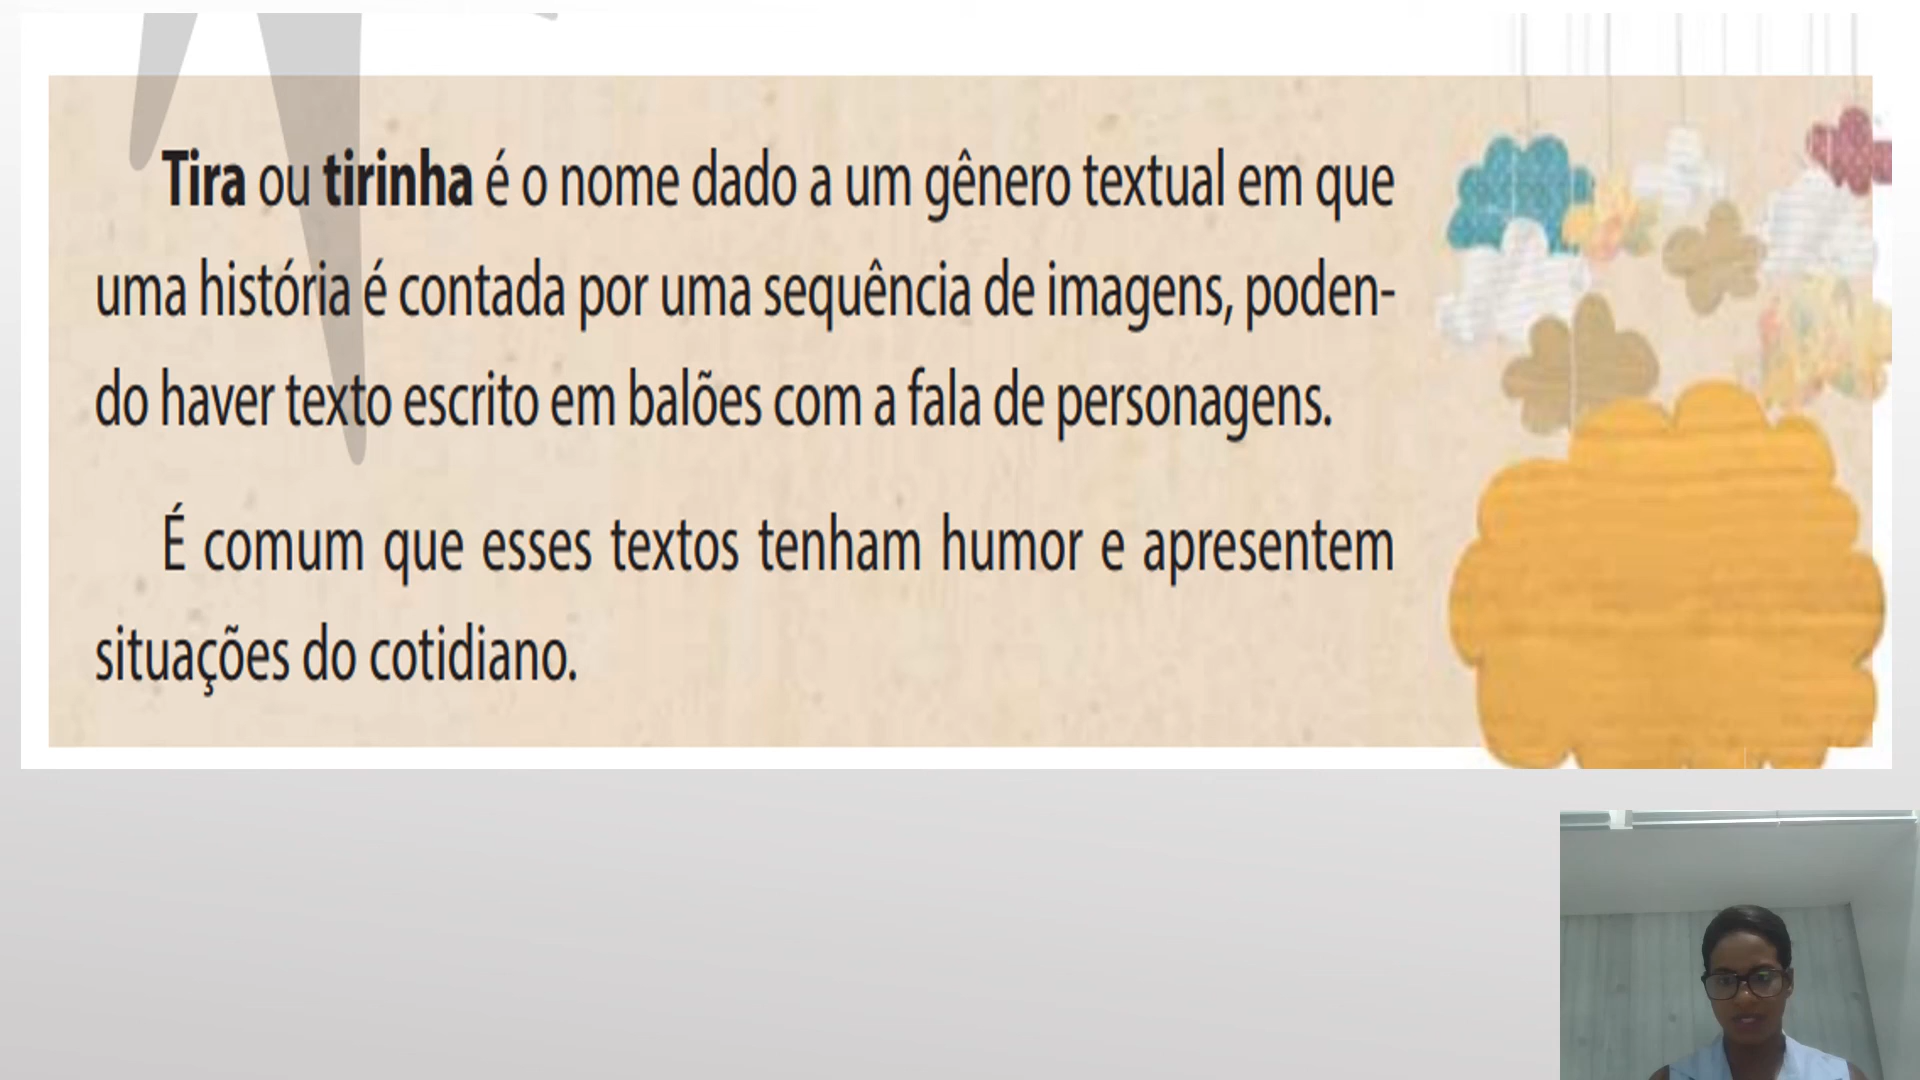 Tira ou tirinha é o nome dado a um gênero textual em que
uma história é contada por uma sequência de imagens, poden-
do haver texto escrito em balões com a fala de personagens.
É comum que esses textos tenham humor e apresentem
situações do cotidiano.